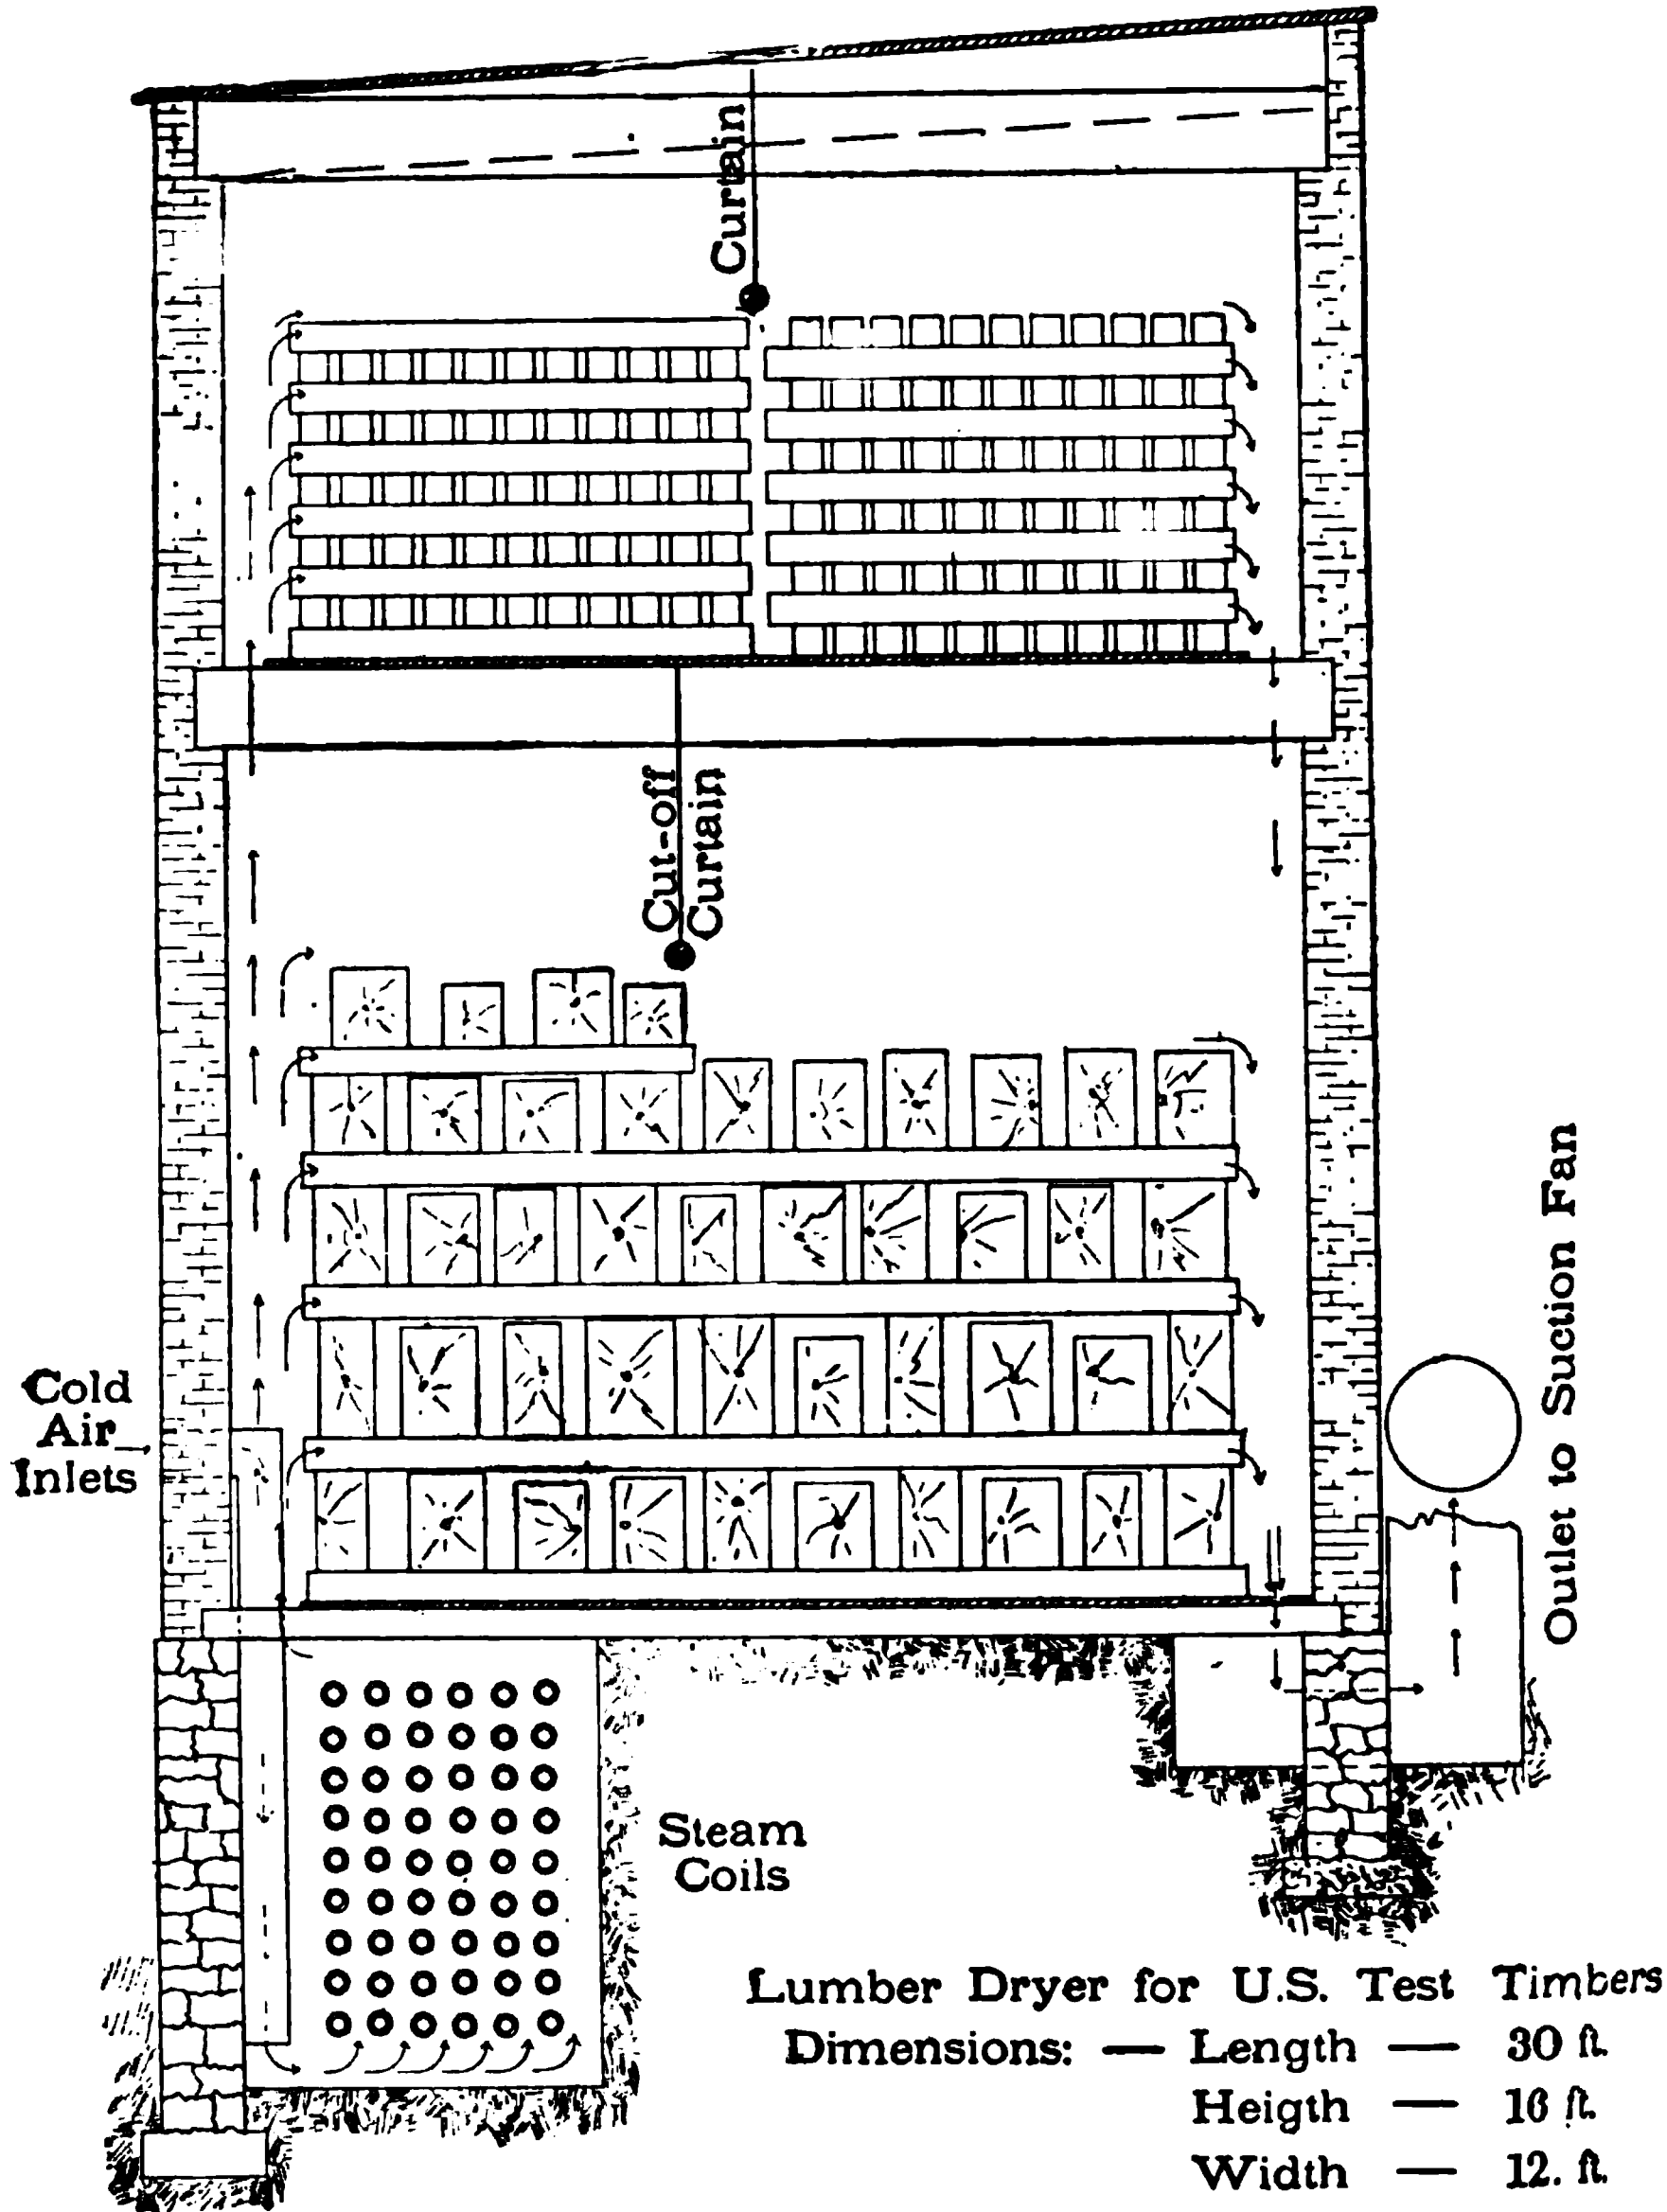 Curtain
Cut-off
Curtain
Cold
Air
Inlets
Outlet to Suction Fan
Steam
Coils
Lumber Dryer for U.S. Test Timbers
Dimensions: — Length — 30 ft.
Heigth — 16 ft.
Width — 12. ft.